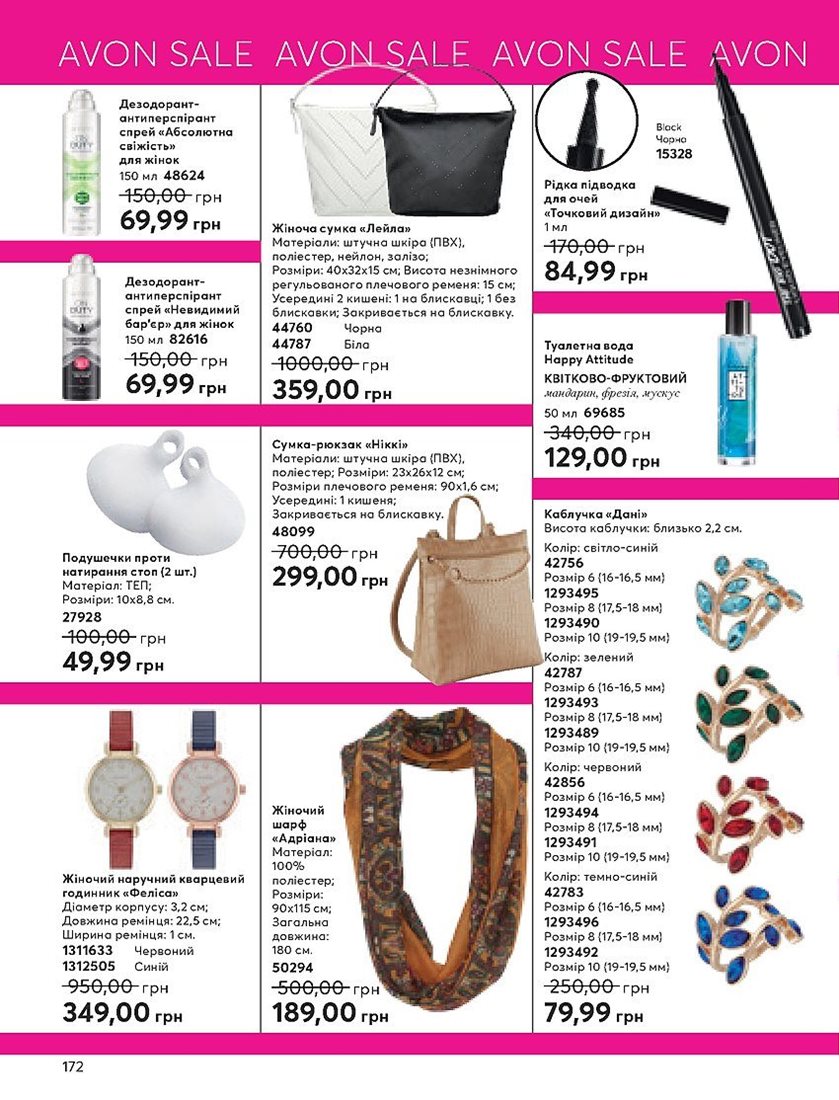 AVON SALE AVON SALE AVON SALE AVON
Дезодорант-
антиперспірант
спрей «Абсолютна
свіжість»
для жінок
150 мл 48624
150,00 грн
69,99 грн
Дезодорант-
антиперспірант
спрей «Невидимий
бар'єр» для жінок
150 мл 82616
150,00 грн
69,99 грн
Подушечки проти
натирання стоп (2 шт.)
Матеріал: ТЕП;
Розміри: 10х8,8 см.
27928
100,00 грн
49,99 грн
Жіночий наручний кварцевий
годинник «Феліса»
Діаметр корпусу: 3,2 см;
Довжина ремінця: 22,5 см;
Ширина ремінця: 1 см.
1311633 Червоний
1312505 Синій
950,00 грн
349,00 грн
Жіноча сумка «Лейла»
Матеріали: штучна шкіра (ПВХ),
поліестер, нейлон, залізо;
Розміри: 40х32х15 см; Висота незнімного
регульованого плечового ременя: 15 см;
Усередині 2 кишені: 1 на блискавці; 1 без
блискавки; Закривається на блискавку.
44760 Чорна
44787 Біла
1000,00 грн
359,00 грн
Сумка-рюкзак «Ніккі»
Матеріали: штучна шкіра (ПВХ),
поліестер; Розміри: 23х26х12 см;
Розміри плечового ременя: 90х1,6 см;
Усередині: 1 кишеня;
Закривається на блискавку.
48099
700,00 грн
299,00 грн
Жіночий
шарф
«Адріана»
Матеріал:
100%
поліестер;
Розміри:
90х115 см;
Загальна
довжина:
180 см.
50294
500,00 грн
189,00 грн
Block
Чорна
15328
Рідка підводка
для очей
«Точковий дизайн»
1 мл
170,00 грн
84,99 грн
Туалетна вода
Happy Attitude
КВІТКОВО-ФРУКТОВИЙ
мандарин, фрезія, мускус
50 мл 69685
340,00 грн
129,00 грн
Каблучка «Дані»
Висота каблучки: близько 2,2 см.
Колір: світло-синій
42756
Розмір 6 (16-16,5 мм)
1293495
Розмір 8 (17,5-18 мм)
1293490
Розмір 10 (19-19,5 мм)
Колір: зелений
42787
Розмір 6 (16-16,5 мм)
1293493
Розмір 8 (17,5-18 мм)
1293489
Розмір 10 (19-19,5 мм)
Колір: червоний
42856
Розмір 6 (16-16,5 мм)
1293494
Розмір 8 (17,5-18 мм)
1293491
Розмір 10 (19-19,5 мм)
Колір: темно-синій
42783
Розмір 6 (16-16,5 мм)
1293496
Розмір 8 (17,5-18 мм)
1293492
Розмір 10 (19-19,5 мм)
250,00 грн
79,99 грн
172